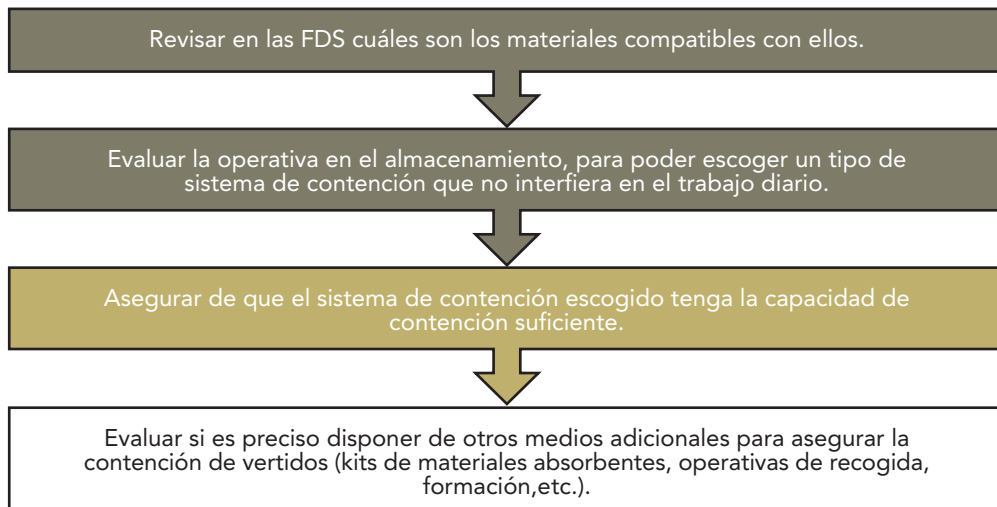 Revisar en las FDS cuáles son los materiales compatibles con ellos.
Evaluar la operativa en el almacenamiento, para poder escoger un tipo de
sistema de contención que no interfiera en el trabajo diario.
Asegurar de que el sistema de contención escogido tenga la capacidad de
contención suficiente.
Evaluar si es preciso disponer de otros medios adicionales para asegurar la
contención de vertidos (kits de materiales absorbentes, operativas de recogida,
formación,etc.).